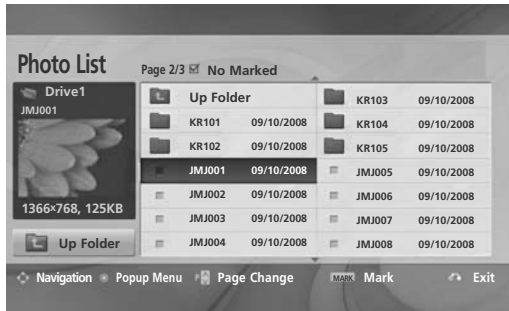 Photo List
Page 2/3 No Marked
Drive1
JMJ001
1366×768, 125KB
Up Folder
Up Folder
KR101 09/10/2008
KR102 09/10/2008
JMJ001 09/10/2008
JMJ002 09/10/2008
JMJ003 09/10/2008
JMJ004 09/10/2008
KR103 09/10/2008
KR104 09/10/2008
KR105 09/10/2008
JMJ005 09/10/2008
JMJ006 09/10/2008
JMJ007 09/10/2008
JMJ008 09/10/2008
Navigation Popup Menu P Page Change MARK Mark Exit